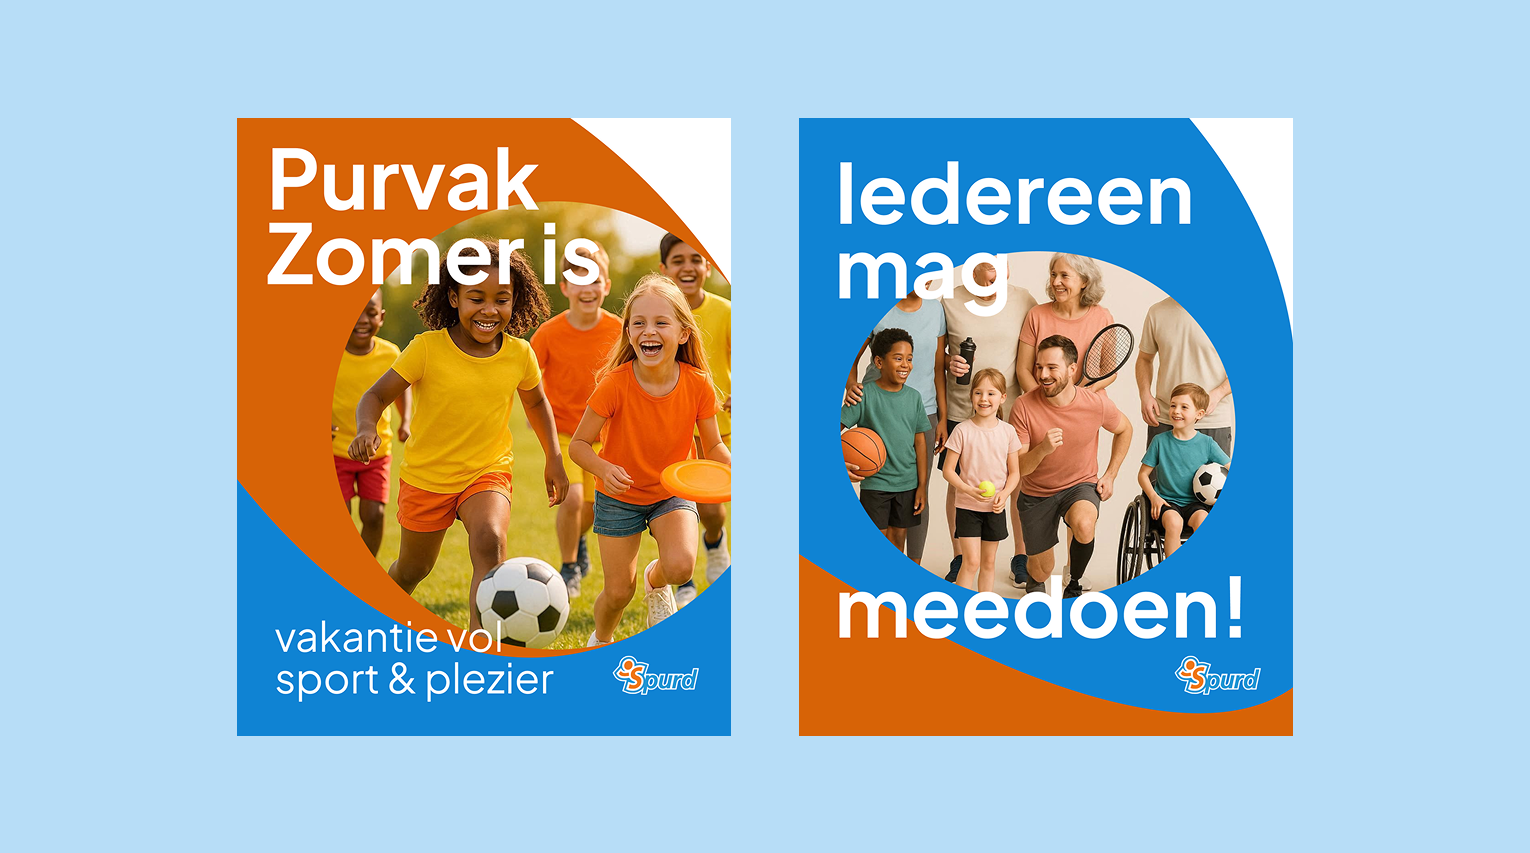 Purvak
Zomer is
vakantie vol
sport & plezier
Spurd
Iedereen
mag
meedoen!
Spurd